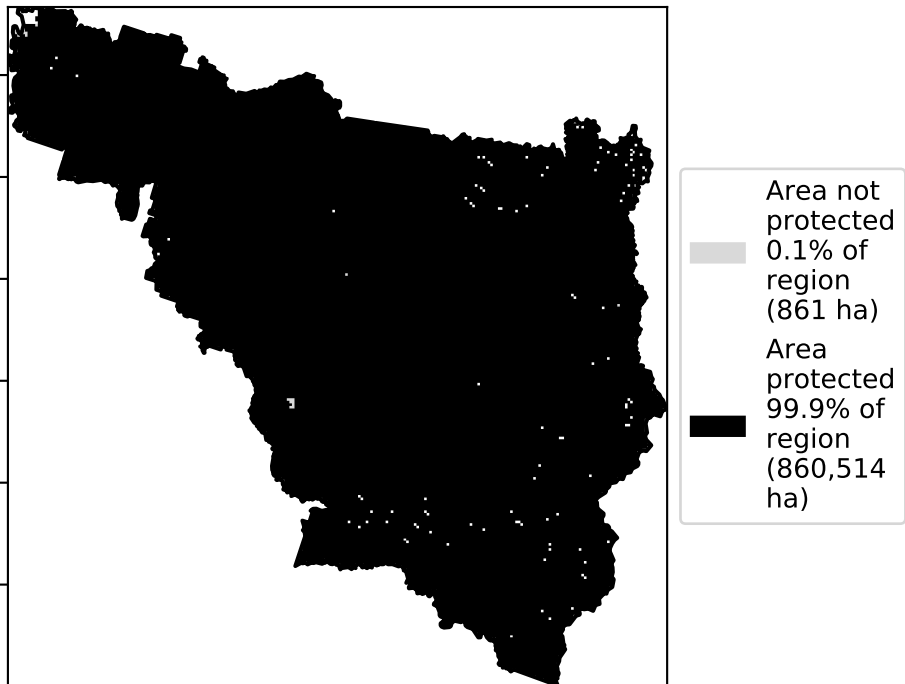 Area not
protected
0.1% of
region
(861 ha)
Area
protected
99.9% of
region
(860,514
ha)